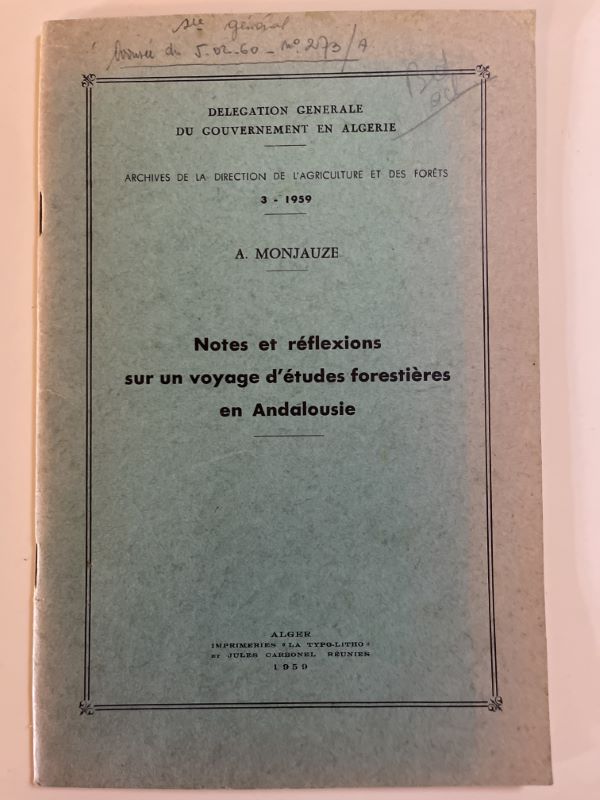 Sie général
du 5.02.60 - n° 273/A
DELEGATION GENERALE
DU GOUVERNEMENT EN ALGERIE
ARCHIVES DE LA DIRECTION DE L'AGRICULTURE ET DES FORÊTS
3 - 1959
A. MONJAUZE
Notes et réflexions
sur un voyage d'études forestières
en Andalousie
ALGER
IMPRIMERIES "LA TYPO-LITHO"
ET JULES CARBONEL RÉUNIES
1959